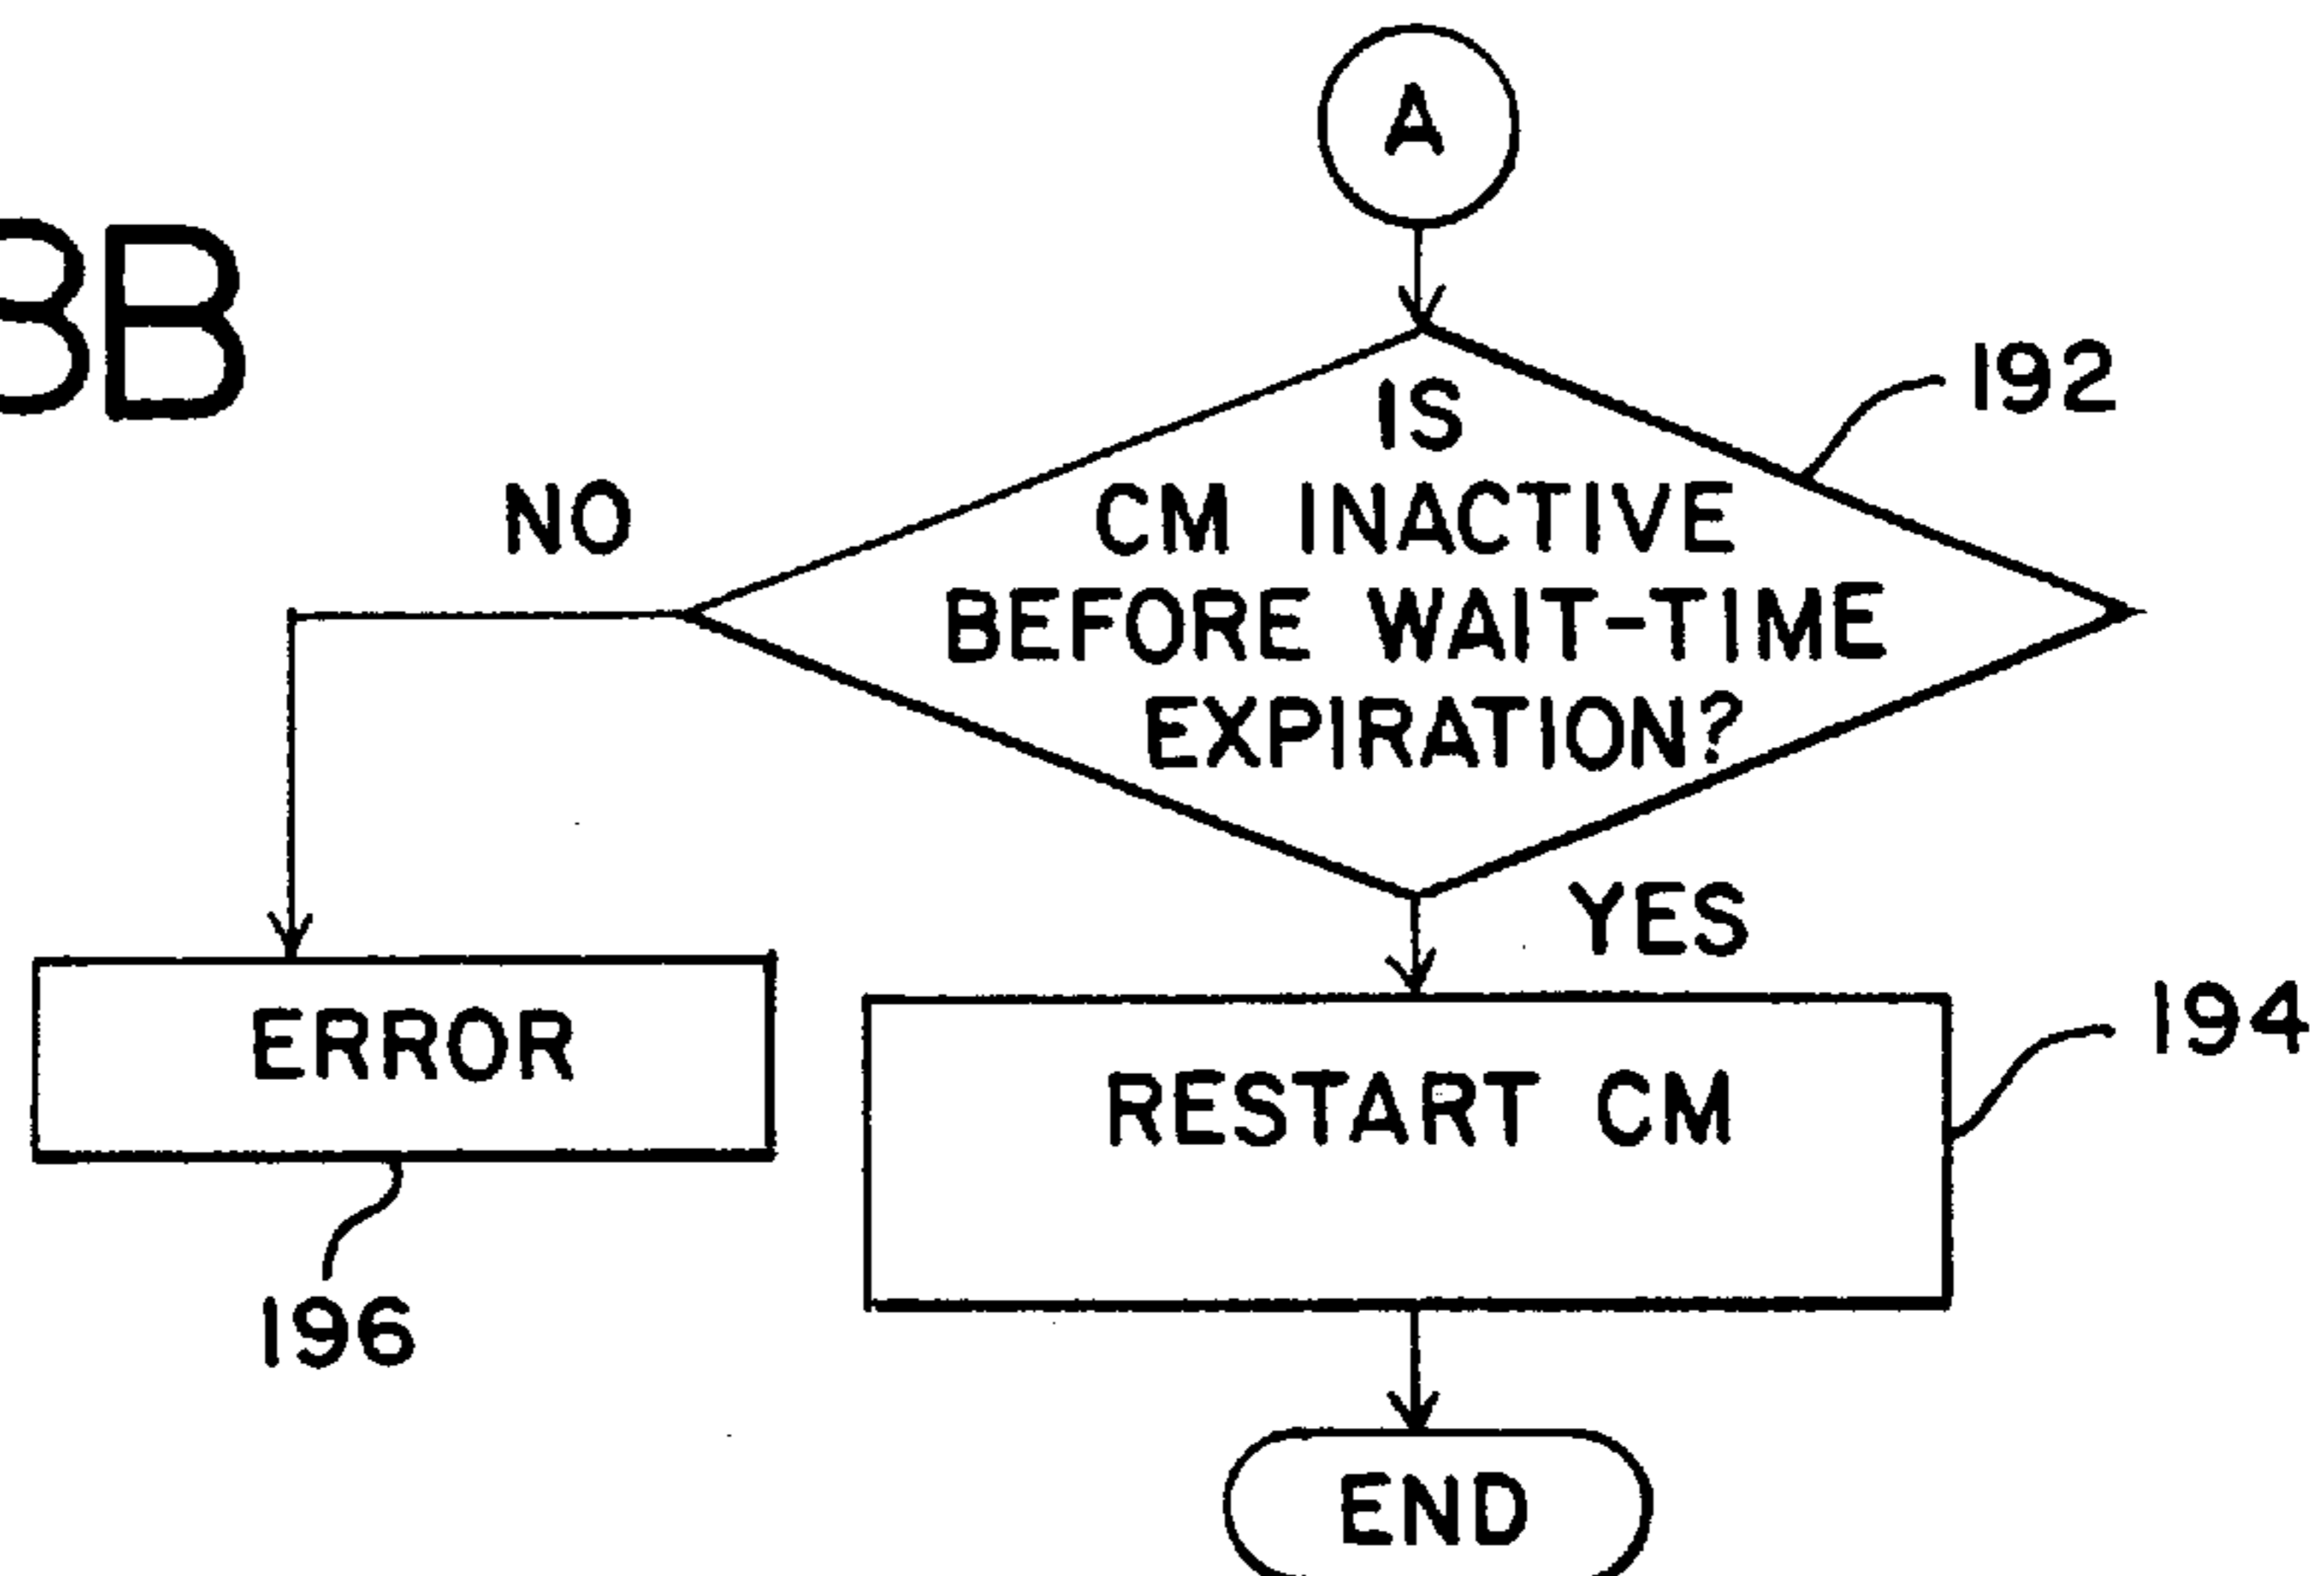 A
3B
192
IS
CM INACTIVE
BEFORE WAIT-TIME
EXPIRATION?
NO
YES
ERROR
RESTART CM
194
196
END